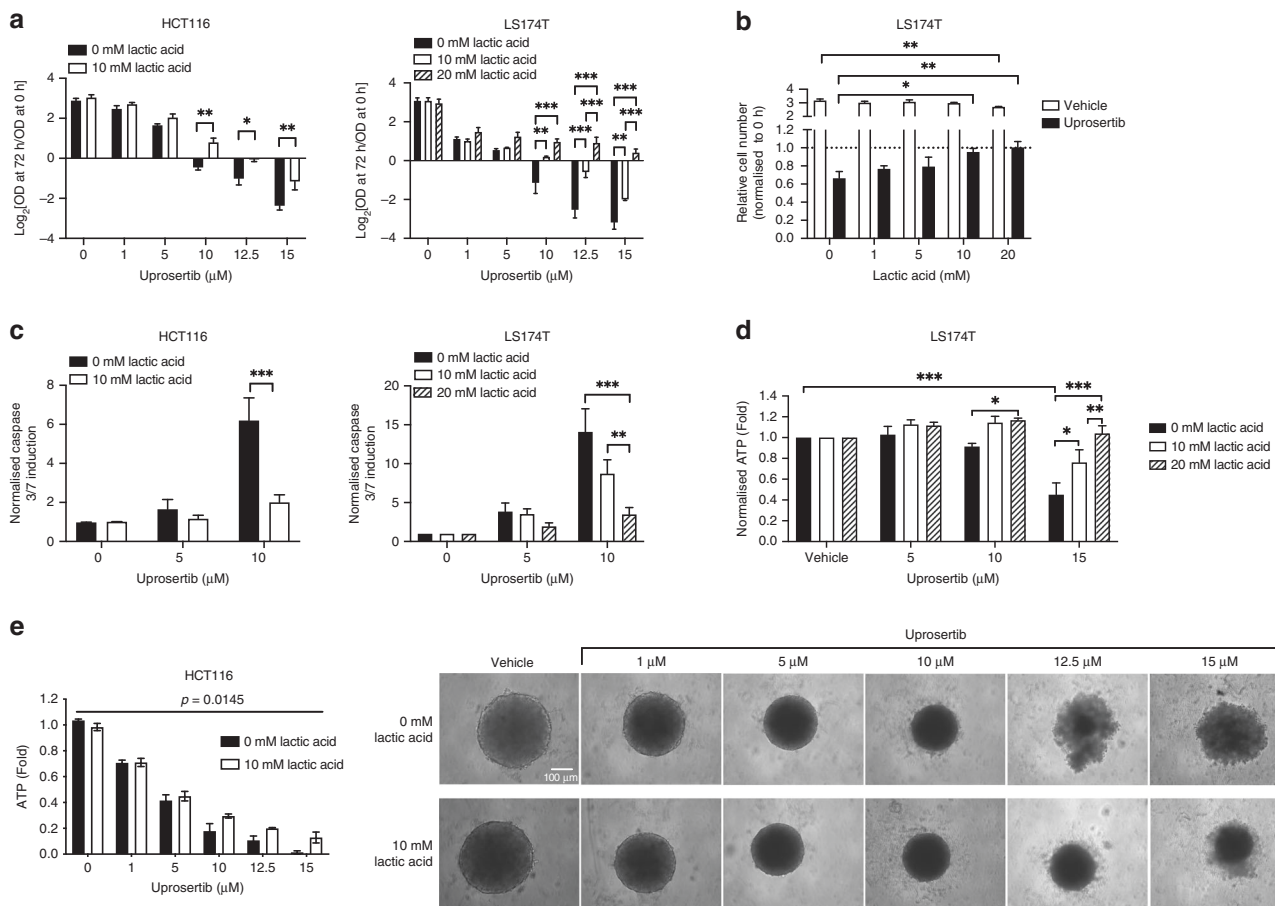 a
HCT116
0 mM lactic acid
10 mM lactic acid
Log2[OD at 72 h/OD at 0 h]
4
2
0
−2
−4
** * **
0 1 5 10 12.5 15
Uprosertib (μM)
LS174T
0 mM lactic acid
10 mM lactic acid
20 mM lactic acid
Log2[OD at 72 h/OD at 0 h]
4
2
0
−2
−4
*** *** ***
** *** *** ** ***
0 1 5 10 12.5 15
Uprosertib (μM)
b
LS174T
**
**
*
Vehicle
Uprosertib
Relative cell number
(normalised to 0 h)
4
3
2
1.0
0.8
0.6
0.4
0.2
0.0
0 1 5 10 20
Lactic acid (mM)
c
HCT116
0 mM lactic acid
10 mM lactic acid
Normalised caspase
3/7 induction
8
6
4
2
0
***
0 5 10
Uprosertib (μM)
LS174T
0 mM lactic acid
10 mM lactic acid
20 mM lactic acid
Normalised caspase
3/7 induction
20
15
10
5
0
***
**
0 5 10
Uprosertib (μM)
d
LS174T
*** ***
* * **
0 mM lactic acid
10 mM lactic acid
20 mM lactic acid
Normalised ATP (Fold)
1.4
1.2
1.0
0.8
0.6
0.4
1.2
0.0
Vehicle 5 10 15
Uprosertib (μM)
e
HCT116
p = 0.0145
0 mM lactic acid
10 mM lactic acid
ATP (Fold)
1.2
1.0
0.8
0.6
0.4
0.2
0.0
0 1 5 10 12.5 15
Uprosertib (μM)
Uprosertib
Vehicle 1 μM 5 μM 10 μM 12.5 μM 15 μM
0 mM
lactic acid
100 μm
10 mM
lactic acid